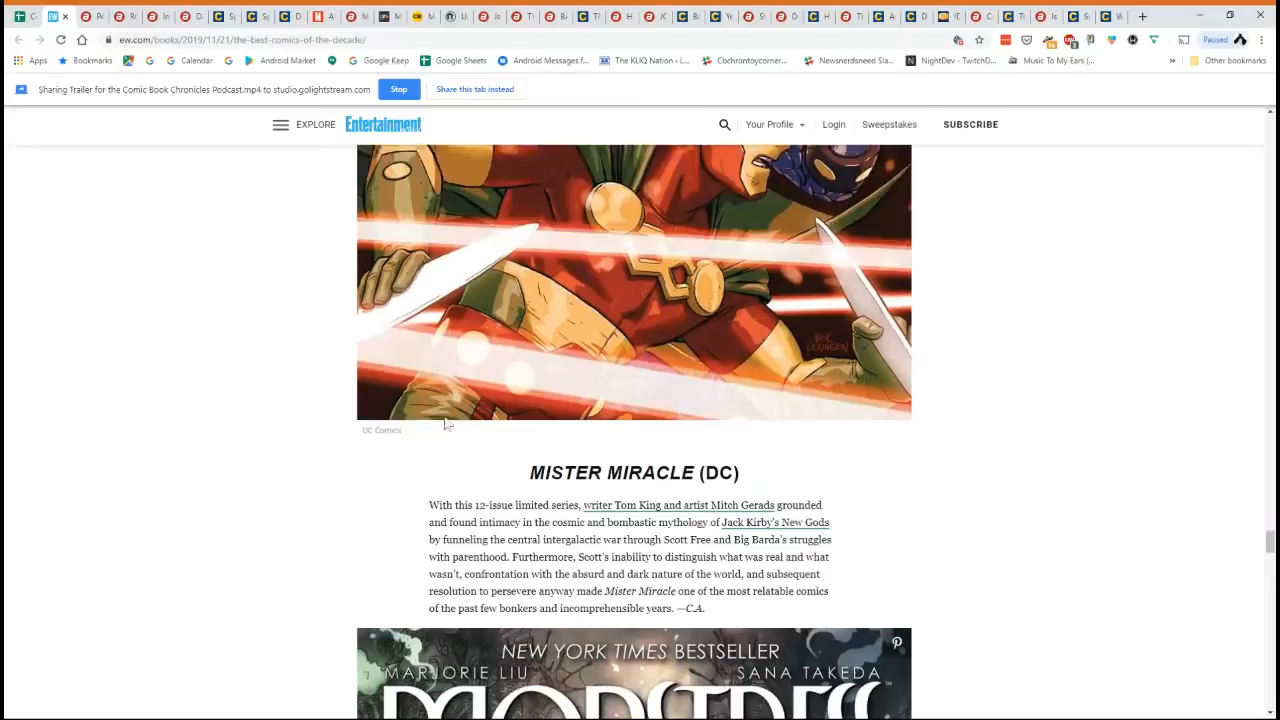 ew.com/books/2019/11/21/the-best-comics-of-the-decade/
Paused
Apps Bookmarks Calendar Android Market Google Keep Google Sheets Android Messages f... The KLIQ Nation › L... Cbchrontoycorner... Newsnerdsneed Sla... NightDev - TwitchD... Music To My Ears (... » Other bookmarks
Sharing Trailer for the Comic Book Chronicles Podcast.mp4 to studio.golightstream.com Stop Share this tab instead
EXPLORE Entertainment Your Profile Login Sweepstakes SUBSCRIBE
DC Comics
MISTER MIRACLE (DC)
With this 12-issue limited series, writer Tom King and artist Mitch Gerads grounded
and found intimacy in the cosmic and bombastic mythology of Jack Kirby's New Gods
by funneling the central intergalactic war through Scott Free and Big Barda's struggles
with parenthood. Furthermore, Scott's inability to distinguish what was real and what
wasn't, confrontation with the absurd and dark nature of the world, and subsequent
resolution to persevere anyway made Mister Miracle one of the most relatable comics
of the past few bonkers and incomprehensible years. —C.A.
NEW YORK TIMES BESTSELLER
MARJORIE LIU SANA TAKEDA
MONSTRESS